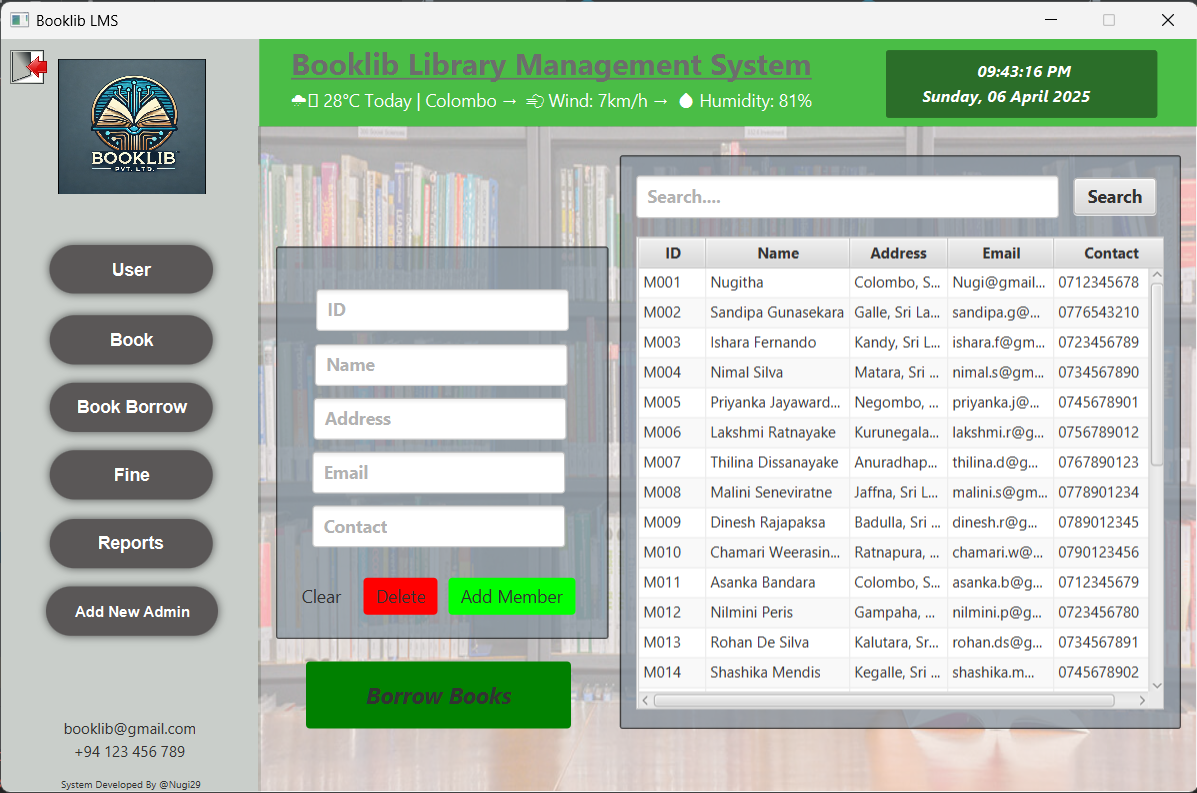 Booklib LMS
BOOKLIB
PVT. LTD.
User
Book
Book Borrow
Fine
Reports
Add New Admin
booklib@gmail.com
+94 123 456 789
System Developed By @Nugi29
Booklib Library Management System
28°C Today | Colombo → Wind: 7km/h → Humidity: 81%
09:43:16 PM
Sunday, 06 April 2025
ID
Name
Address
Email
Contact
Clear Delete Add Member
Borrow Books
Search.... Search
ID Name Address Email Contact
M001 Nugitha Colombo, S... Nugi@gmail... 0712345678
M002 Sandipa Gunasekara Galle, Sri La... sandipa.g@... 0776543210
M003 Ishara Fernando Kandy, Sri L... ishara.f@gm... 0723456789
M004 Nimal Silva Matara, Sri ... nimal.s@gm... 0734567890
M005 Priyanka Jayaward... Negombo, ... priyanka.j@... 0745678901
M006 Lakshmi Ratnayake Kurunegala... lakshmi.r@g... 0756789012
M007 Thilina Dissanayake Anuradhap... thilina.d@g... 0767890123
M008 Malini Seneviratne Jaffna, Sri L... malini.s@gm... 0778901234
M009 Dinesh Rajapaksa Badulla, Sri ... dinesh.r@g... 0789012345
M010 Chamari Weerasin... Ratnapura, ... chamari.w@... 0790123456
M011 Asanka Bandara Colombo, S... asanka.b@g... 0712345679
M012 Nilmini Peris Gampaha, ... nilmini.p@g... 0723456780
M013 Rohan De Silva Kalutara, Sr... rohan.ds@g... 0734567891
M014 Shashika Mendis Kegalle, Sri ... shashika.m... 0745678902